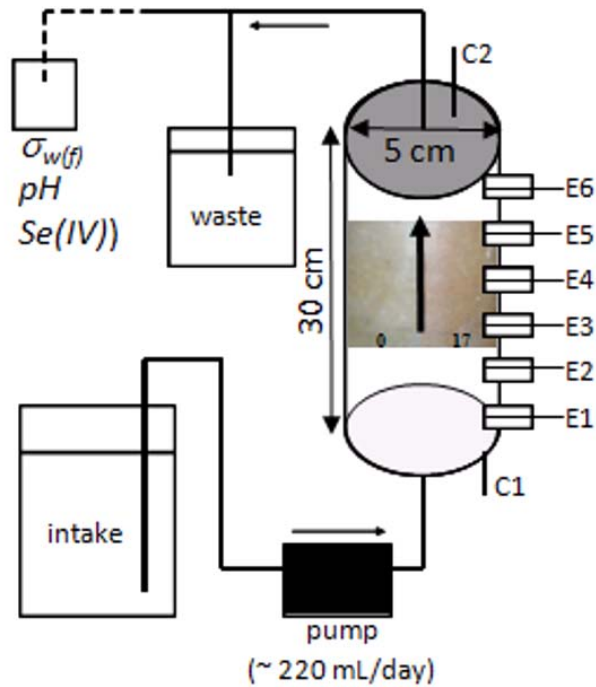 C2
5 cm
σw(f)
pH
Se(IV))
waste
E6
E5
E4
E3
E2
E1
30 cm
0 17
C1
intake
pump
(~ 220 mL/day)